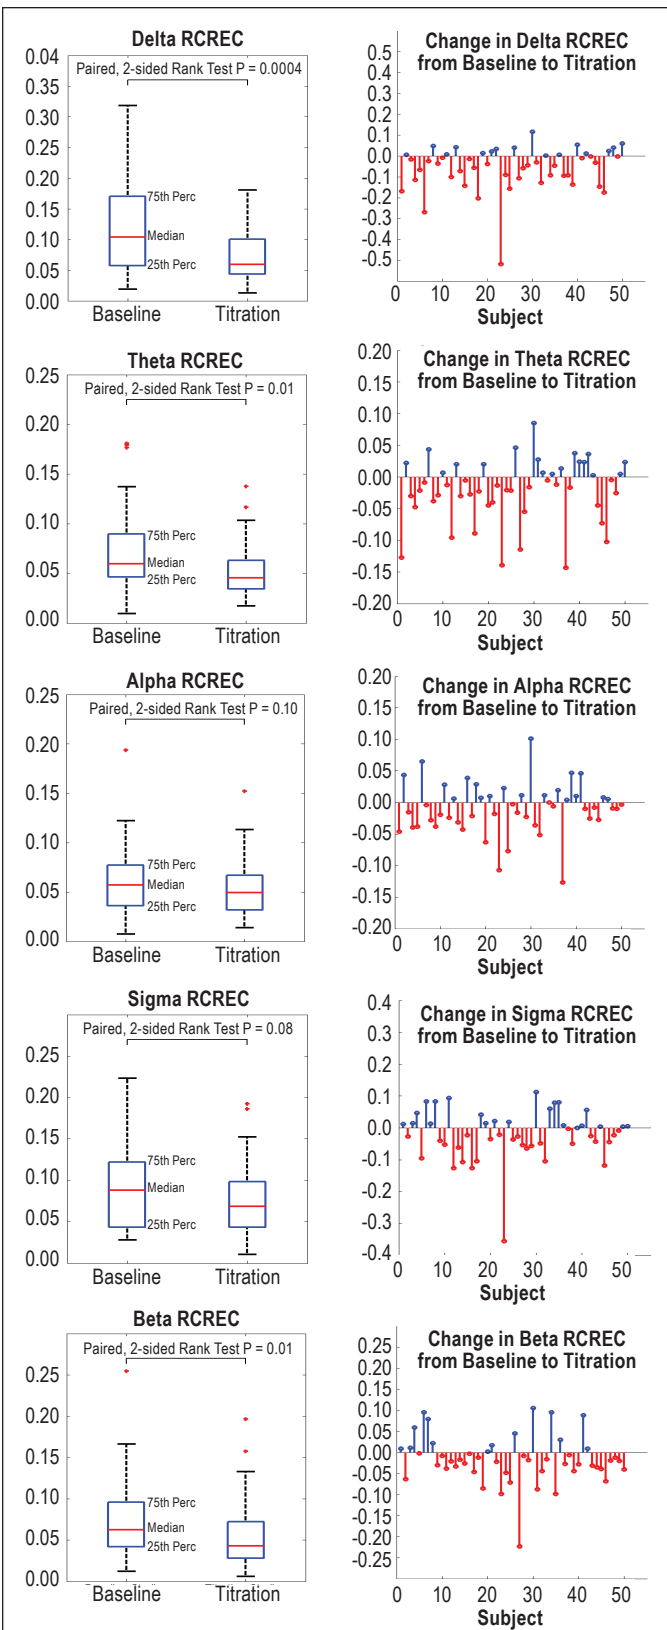 Delta RCREC
0.04
Paired, 2-sided Rank Test P = 0.0004
0.35
0.30
0.25
0.20
75th Perc
0.15
Median
0.10
25th Perc
0.05
0.00
Baseline
Titration
Change in Delta RCREC
from Baseline to Titration
0.5
0.4
0.5
0.2
0.1
0.0
-0.1
-0.2
-0.3
-0.4
-0.5
0 10 20 30 40 50
Subject
Theta RCREC
0.25
Paired, 2-sided Rank Test P = 0.01
0.20
0.15
0.10
75th Perc
Median
0.05
25th Perc
0.00
Baseline
Titration
0.20
Change in Theta RCREC
0.15
from Baseline to Titration
0.10
0.05
0.00
-0.05
-0.10
-0.15
-0.20
0 10 20 30 40 50
Subject
Alpha RCREC
0.25
Paired, 2-sided Rank Test P = 0.10
0.20
0.15
0.10
75th Perc
Median
0.05
25th Perc
0.00
Baseline
Titration
0.20
Change in Alpha RCREC
0.15
from Baseline to Titration
0.10
0.05
0.00
-0.05
-0.10
-0.15
-0.20
0 10 20 30 40 50
Subject
Sigma RCREC
Paired, 2-sided Rank Test P = 0.08
0.25
0.20
0.15
75th Perc
0.10
Median
0.05
25th Perc
0.00
Baseline
Titration
0.4
Change in Sigma RCREC
0.3
from Baseline to Titration
0.2
0.1
0.0
-0.1
-0.2
-0.3
-0.4
0 10 20 30 40 50
Subject
Beta RCREC
Paired, 2-sided Rank Test P = 0.01
0.25
0.20
0.15
0.10
75th Perc
Median
0.05
25th Perc
0.00
Baseline
Titration
0.25
Change in Beta RCREC
0.20
from Baseline to Titration
0.15
0.10
0.05
0.00
-0.05
-0.10
-0.15
-0.20
-0.25
0 10 20 30 40 50
Subject